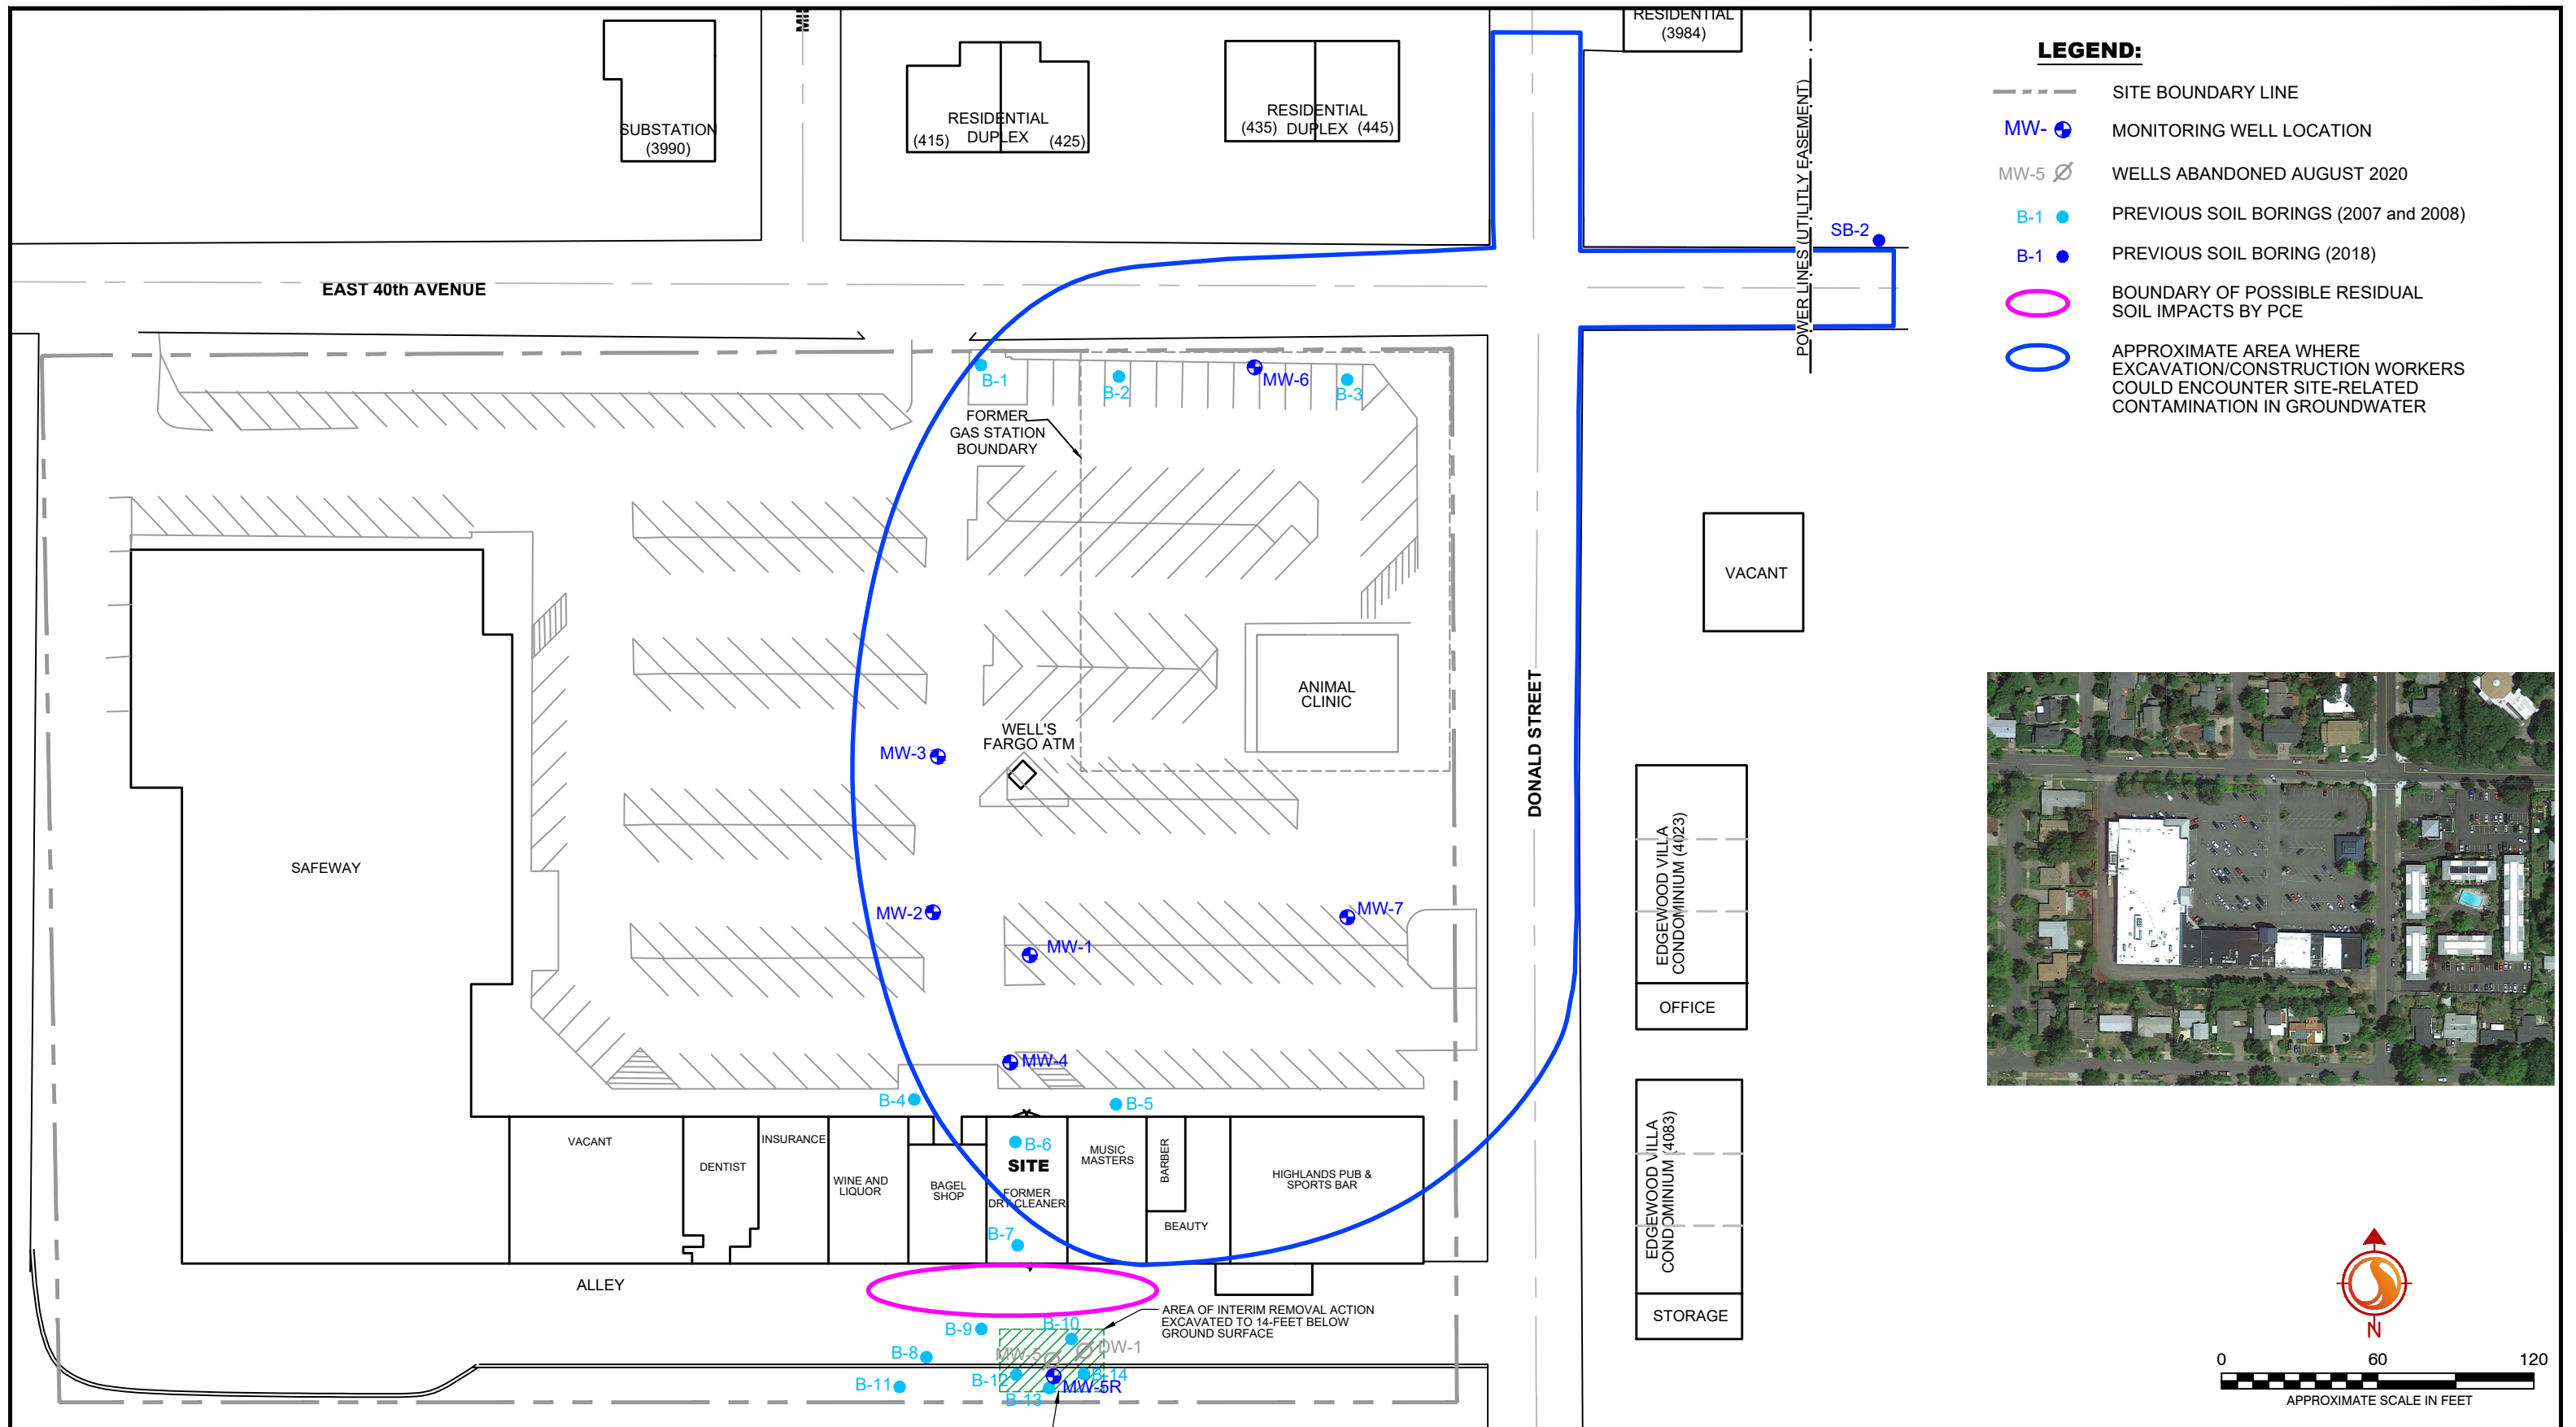 RESIDENTIAL
(3984)
SUBSTATION
(3990)
RESIDENTIAL
DUPLEX
(415)
(425)
RESIDENTIAL
(435) DUPLEX (445)
POWER LINES (UTILITLY EASEMENT)
SB-2
LEGEND:
SITE BOUNDARY LINE
MW- MONITORING WELL LOCATION
MW-5 WELLS ABANDONED AUGUST 2020
B-1 PREVIOUS SOIL BORINGS (2007 and 2008)
B-1 PREVIOUS SOIL BORING (2018)
BOUNDARY OF POSSIBLE RESIDUAL
SOIL IMPACTS BY PCE
APPROXIMATE AREA WHERE
EXCAVATION/CONSTRUCTION WORKERS
COULD ENCOUNTER SITE-RELATED
CONTAMINATION IN GROUNDWATER
EAST 40th AVENUE
B-1
B-2
MW-6
B-3
FORMER
GAS STATION
BOUNDARY
VACANT
ANIMAL
CLINIC
DONALD STREET
WELL'S
FARGO ATM
MW-3
SAFEWAY
MW-2
MW-1
MW-7
EDGEWOOD VILLA
CONDOMINIUM (4023)
OFFICE
MW-4
B-4
B-5
B-6
SITE
FORMER
DRY CLEANER
B-7
VACANT
DENTIST
INSURANCE
WINE AND
LIQUOR
BAGEL
SHOP
MUSIC
MASTERS
BARBER
BEAUTY
HIGHLANDS PUB &
SPORTS BAR
EDGEWOOD VILLA
CONDOMINIUM (4083)
STORAGE
ALLEY
AREA OF INTERIM REMOVAL ACTION
EXCAVATED TO 14-FEET BELOW
GROUND SURFACE
B-9
B-10
B-8
MW-5
DW-1
B-11
B-12
B-14
MW-5R
B-13
N
0 60 120
APPROXIMATE SCALE IN FEET